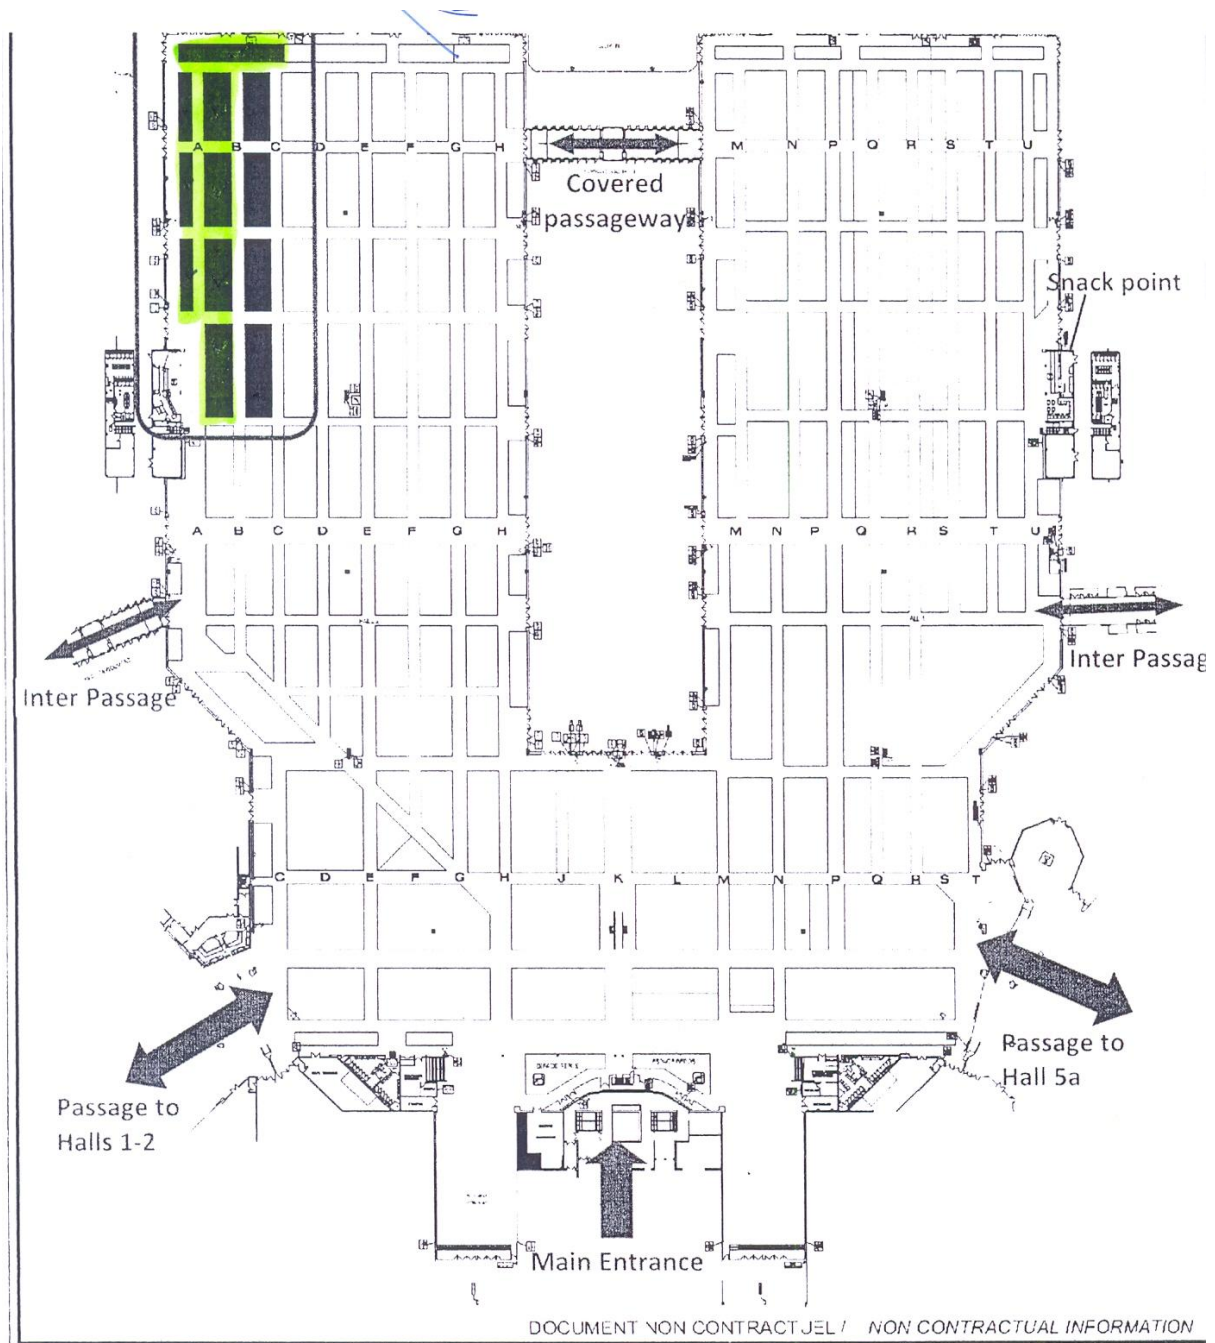 A B C D E F G H
M N P Q R S T U
Covered
passageway
Snack point
A B C D E F G H
M N P Q R S T U
Inter Passage
Inter Passag
C D E F G H J K L M N P Q R S T
Passage to
Halls 1-2
Passage to
Hall 5a
Main Entrance
DOCUMENT NON CONTRACTUEL / NON CONTRACTUAL INFORMATION